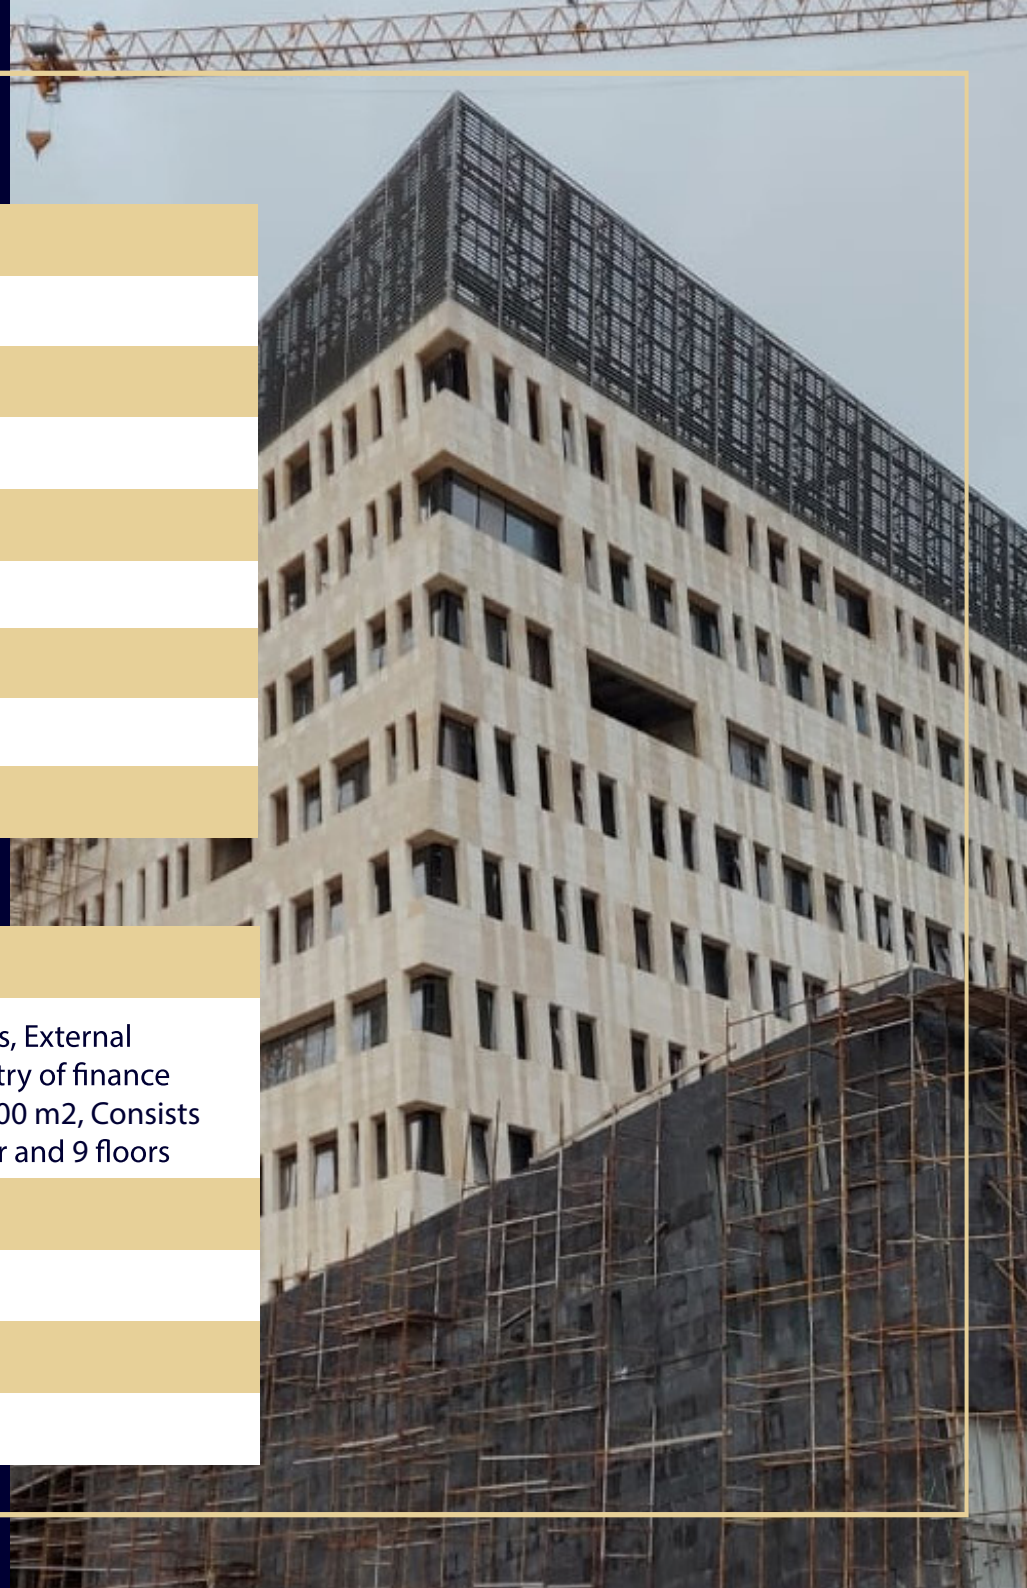 s, External
try of finance
00 m2, Consists
r and 9 floors